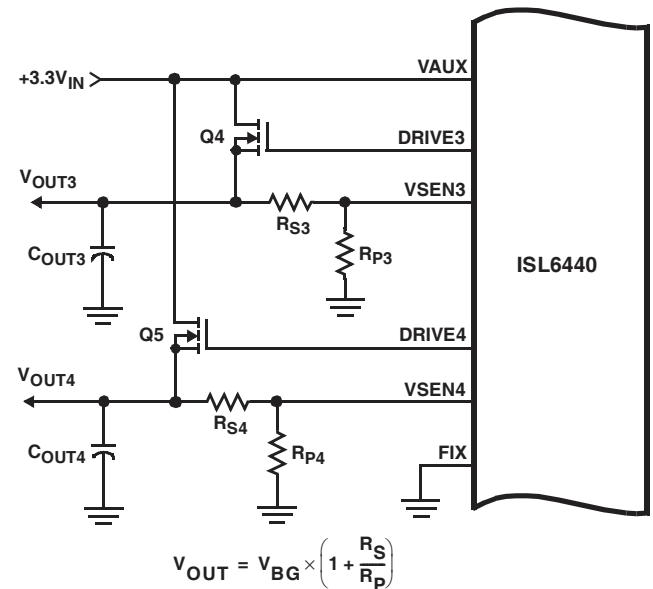 VAUX
+3.3VIN
Q4
DRIVE3
VOUT3
VSEN3
RS3
COUT3
RP3
ISL6440
Q5
DRIVE4
VOUT4
VSEN4
RS4
COUT4
RP4
FIX
VOUT = VBG × (1 + RS/RP)